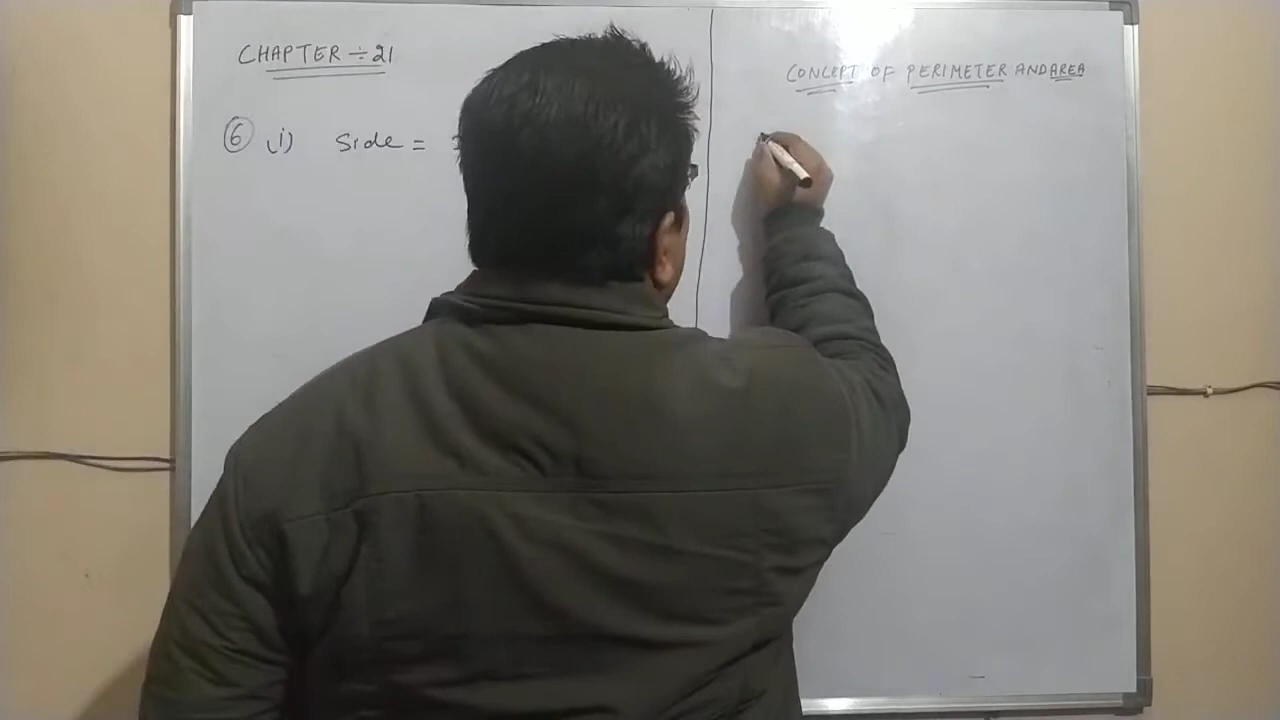 CHAPTER ÷ 21
CONCEPT OF PERIMETER AND AREA
6 (i) Side =